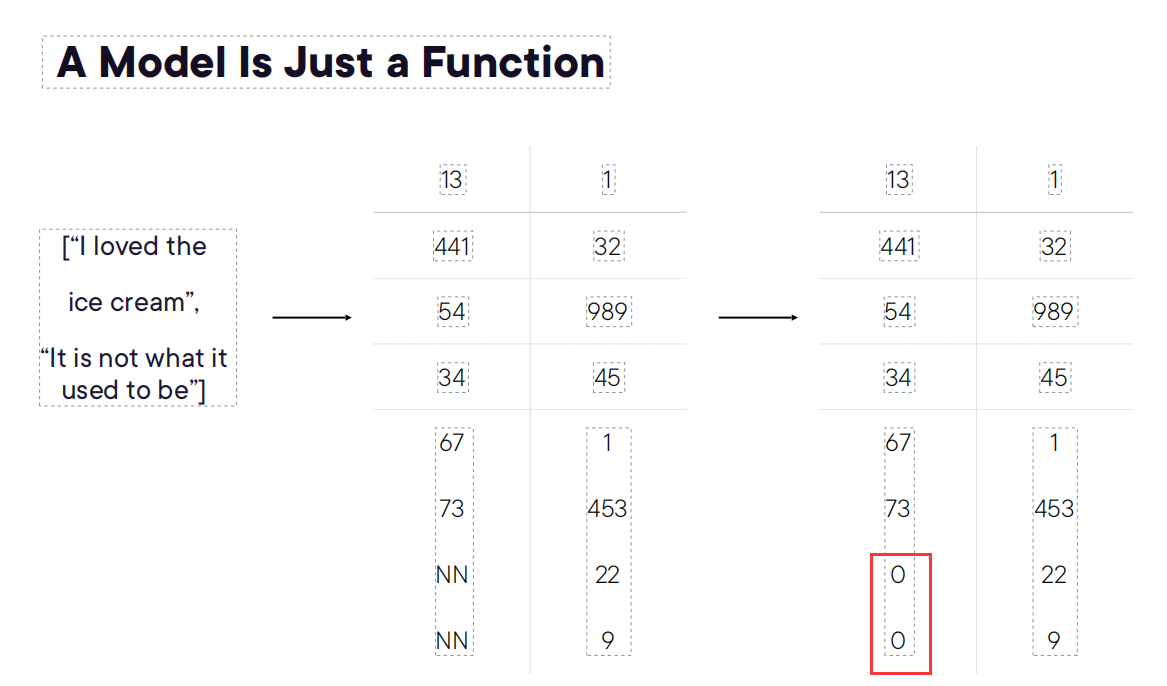 A Model Is Just a Function
["I loved the
ice cream",
"It is not what it
used to be"]
13 1
441 32
54 989
34 45
67 1
73 453
NN 22
NN 9
13 1
441 32
54 989
34 45
67 1
73 453
0 22
0 9